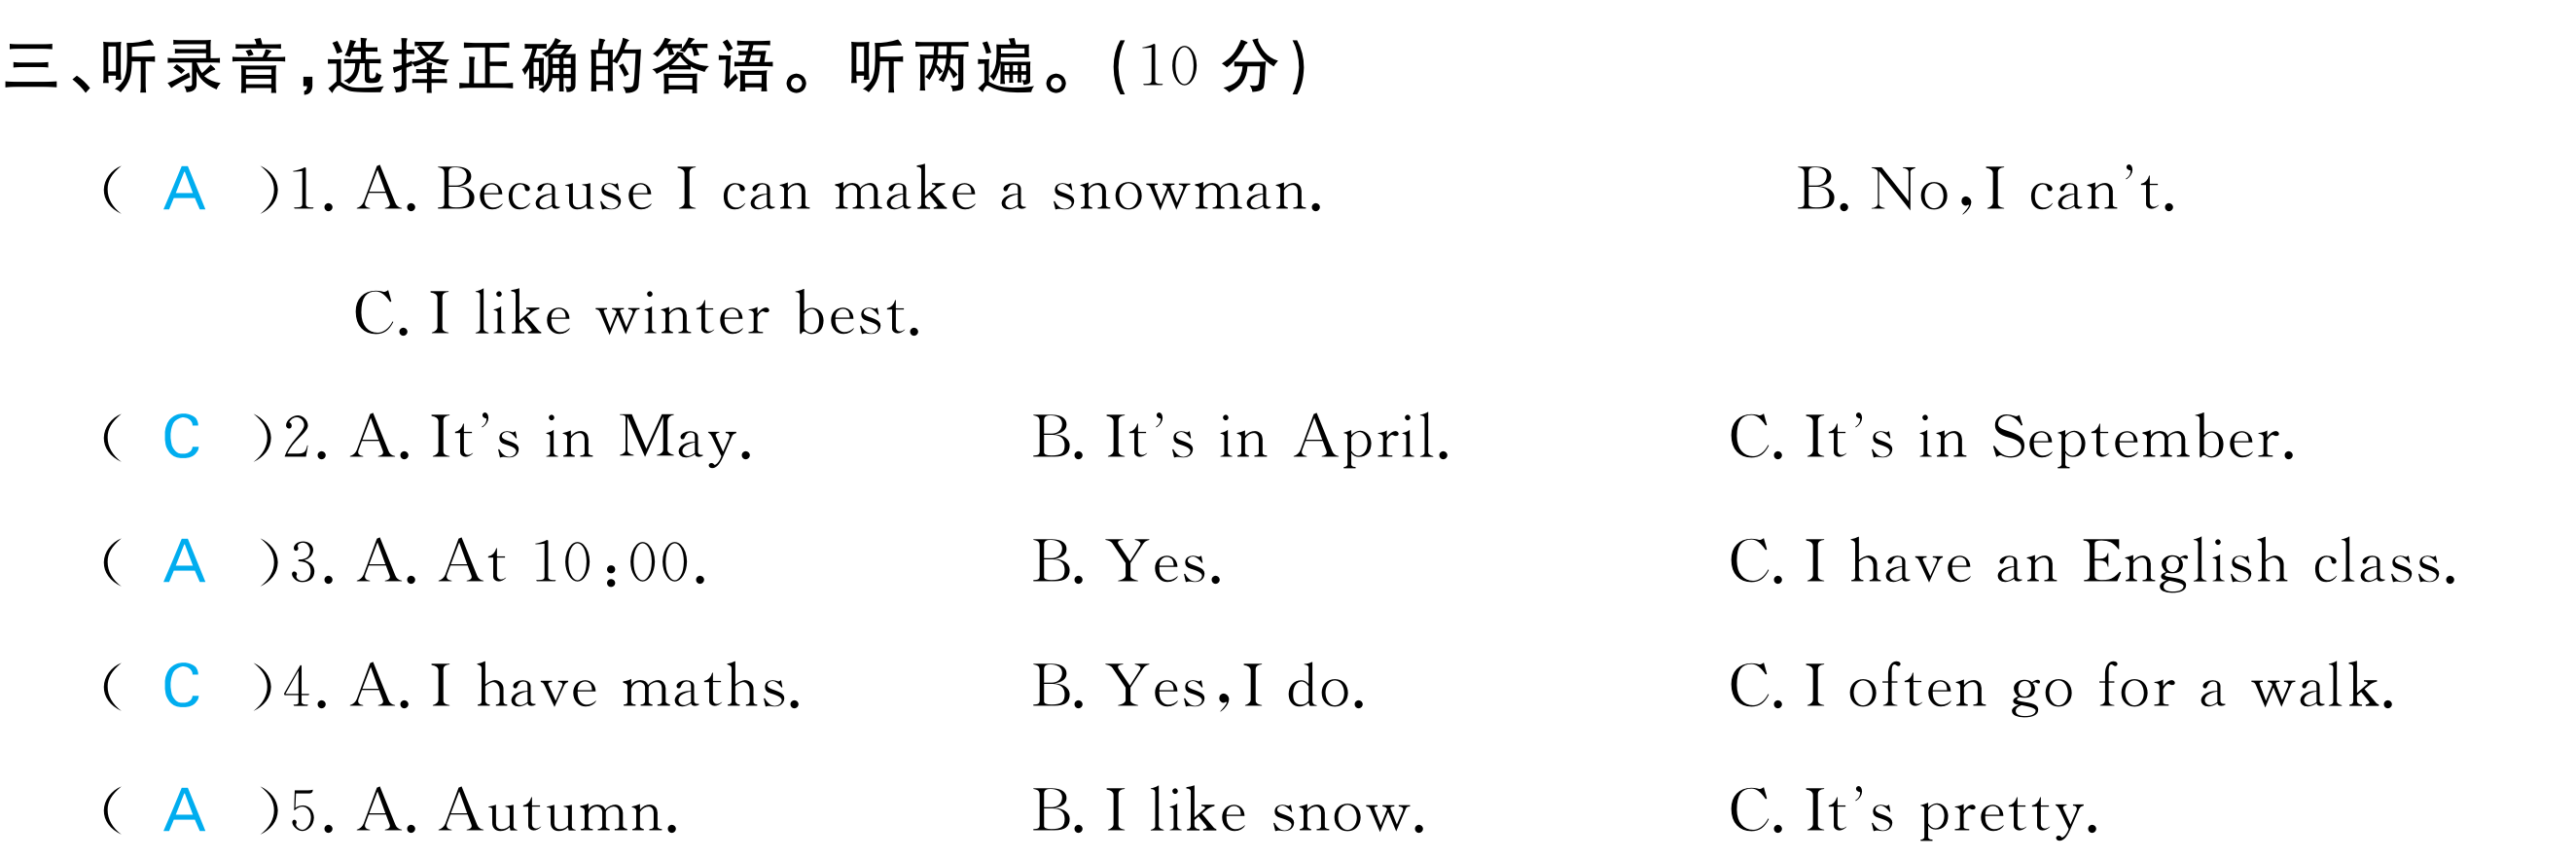 三、听录音,选择正确的答语。听两遍。(10 分)
( A )1. A. Because I can make a snowman. B. No,I can't.
C. I like winter best.
( C )2. A. It's in May. B. It's in April. C. It's in September.
( A )3. A. At 10:00. B. Yes. C. I have an English class.
( C )4. A. I have maths. B. Yes,I do. C. I often go for a walk.
( A )5. A. Autumn. B. I like snow. C. It's pretty.